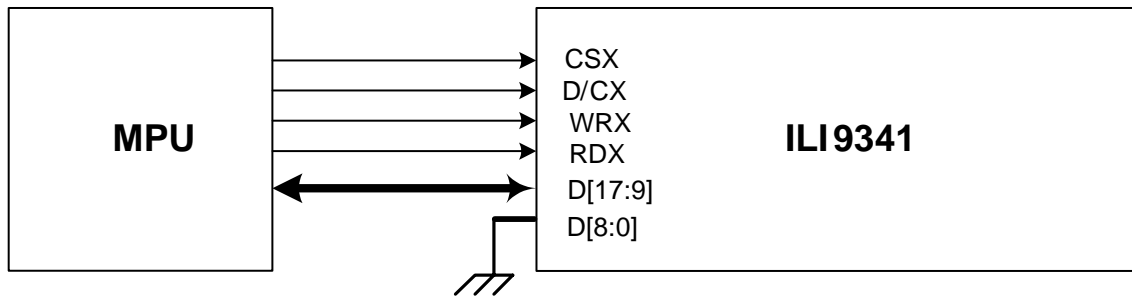 MPU
CSX
D/CX
WRX
RDX
D[17:9]
D[8:0]
ILI9341